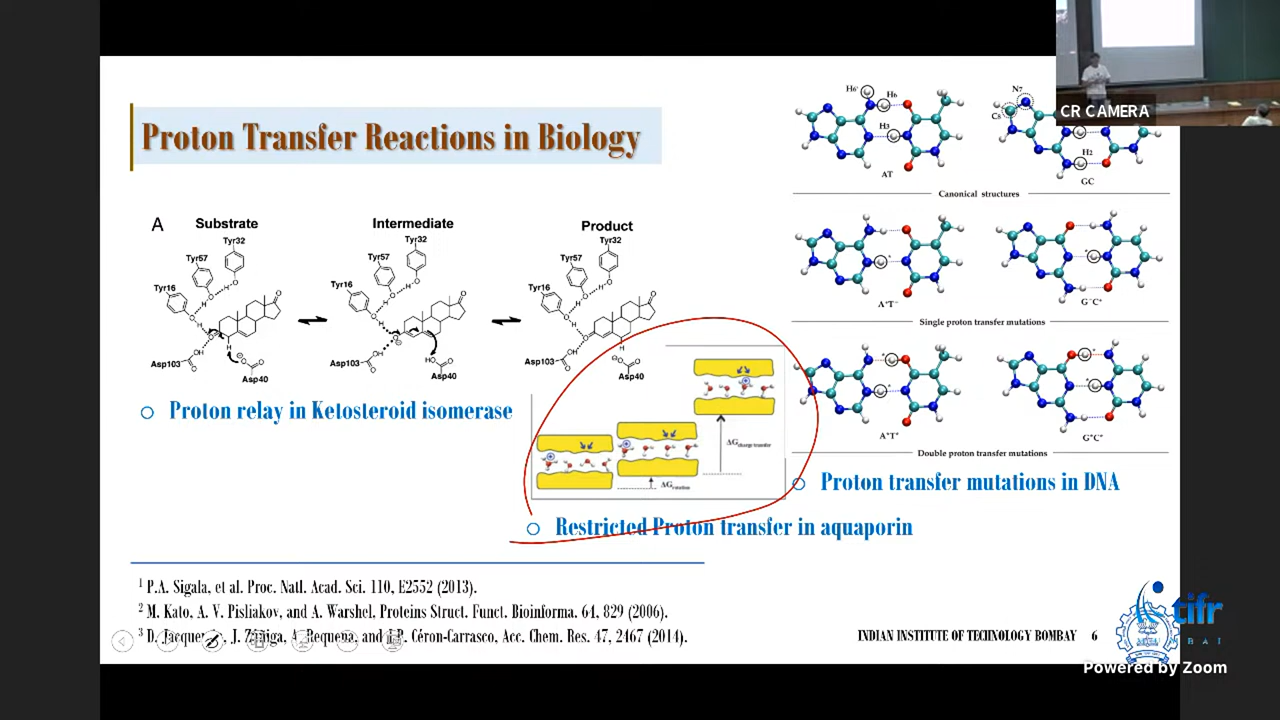 CR CAMERA
Proton Transfer Reactions in Biology
A
Substrate
Tyr32
Tyr57
Tyr16
Asp103
Asp40
Intermediate
Tyr32
Tyr57
Tyr16
Asp103
Asp40
Product
Tyr32
Tyr57
Tyr16
Asp103
Asp40
Proton relay in Ketosteroid isomerase
ΔG rotation
ΔG charge transfer
Restricted Proton transfer in aquaporin
H6'
H6
H3
AT
N7
C8
H2
GC
Canonical structures
A⁺T⁻
G⁻C⁺
Single proton transfer mutations
A*T*
G*C*
Double proton transfer mutations
Proton transfer mutations in DNA
1 P.A. Sigala, et al. Proc. Natl. Acad. Sci. 110, E2552 (2013).
2 M. Kato, A. V. Pisliakov, and A. Warshel. Proteins Struct. Funct. Bioinforma. 64, 829 (2006).
3 D. Jacquemin, J. Zúñiga, A. Requena, and J.P. Céron-Carrasco, Acc. Chem. Res. 47, 2467 (2014).
INDIAN INSTITUTE OF TECHNOLOGY BOMBAY 6
tifr
Powered by Zoom